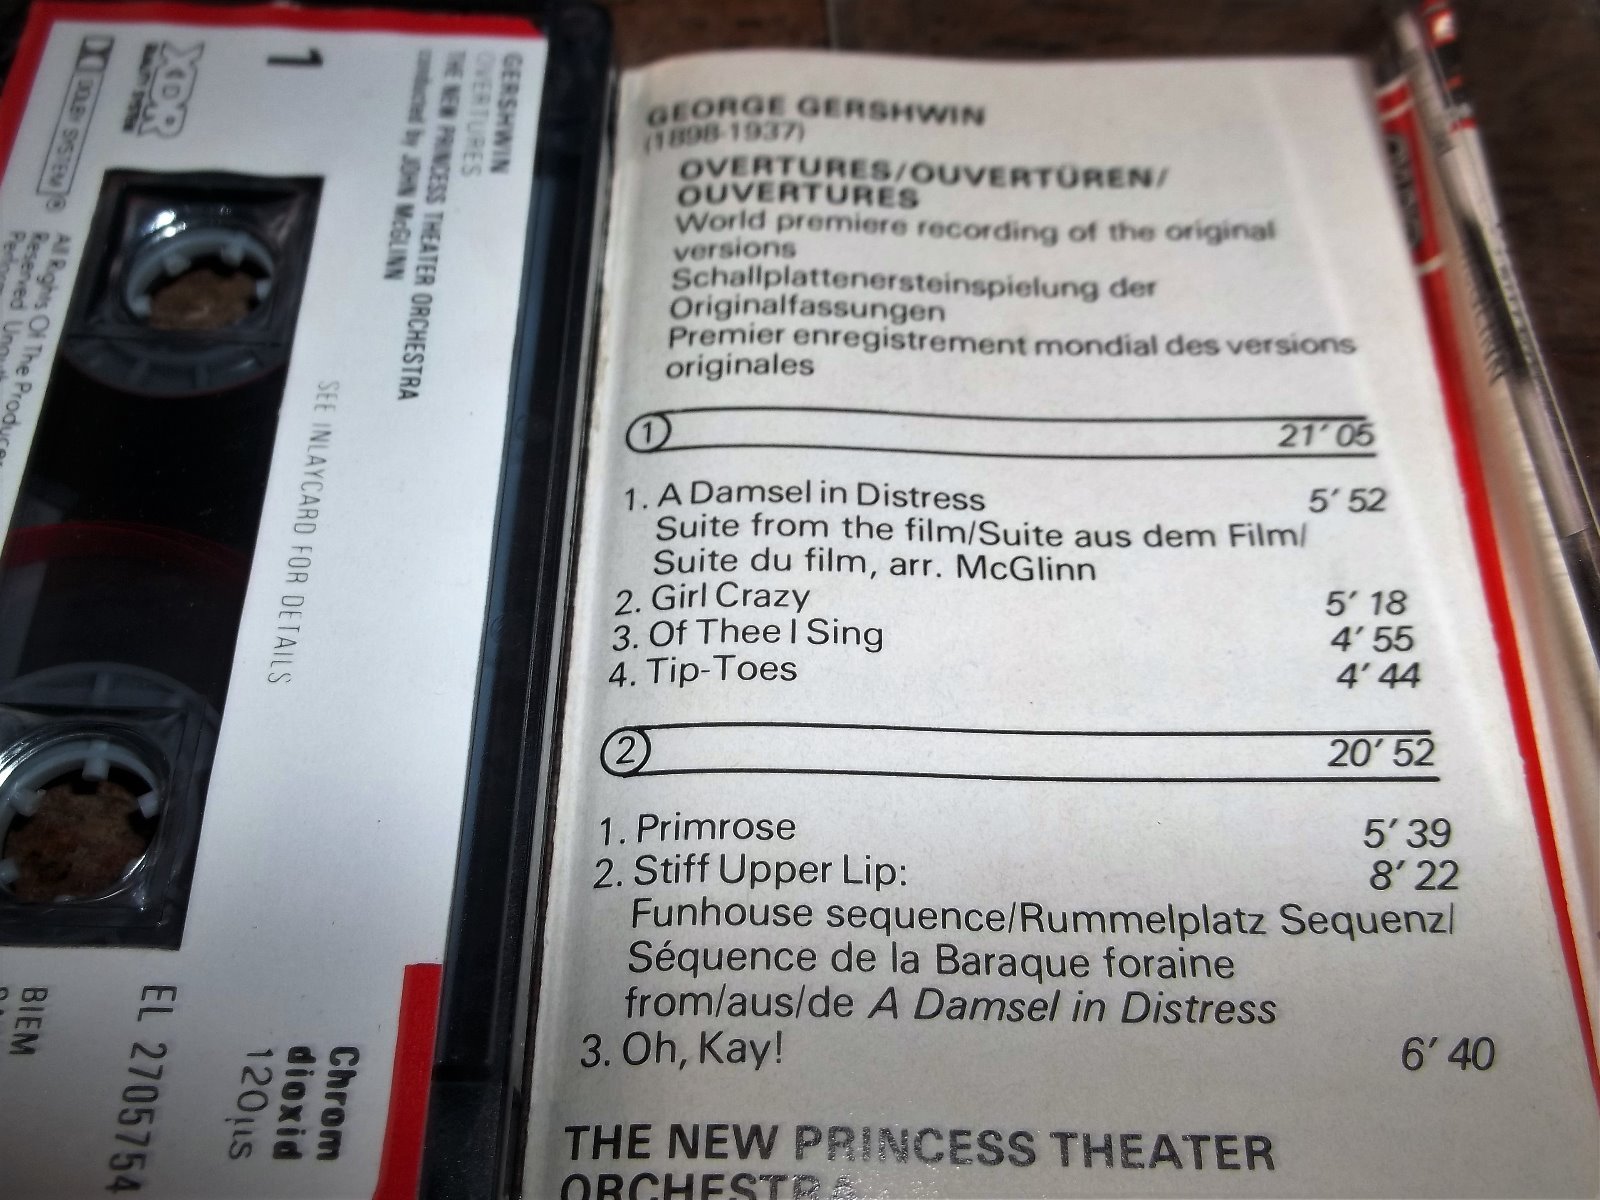 1
XDR
DOLBY SYSTEM
GERSHWIN
OVERTURES
THE NEW PRINCESS THEATER ORCHESTRA
conducted by JOHN McGLINN
SEE INLAYCARD FOR DETAILS
All Rights Of The Producer
Reserved
BIEM
EL 2705754
Chrom
dioxid
120µs
GEORGE GERSHWIN
(1898-1937)
OVERTURES/OUVERTÜREN/
OUVERTURES
World premiere recording of the original
versions
Schallplattenersteinspielung der
Originalfassungen
Premier enregistrement mondial des versions
originales
1 21′05
1. A Damsel in Distress 5′52
Suite from the film/Suite aus dem Film/
Suite du film, arr. McGlinn
2. Girl Crazy 5′18
3. Of Thee I Sing 4′55
4. Tip-Toes 4′44
2 20′52
1. Primrose 5′39
2. Stiff Upper Lip: 8′22
Funhouse sequence/Rummelplatz Sequenz/
Séquence de la Baraque foraine
from/aus/de A Damsel in Distress
3. Oh, Kay! 6′40
THE NEW PRINCESS THEATER
ORCHESTRA